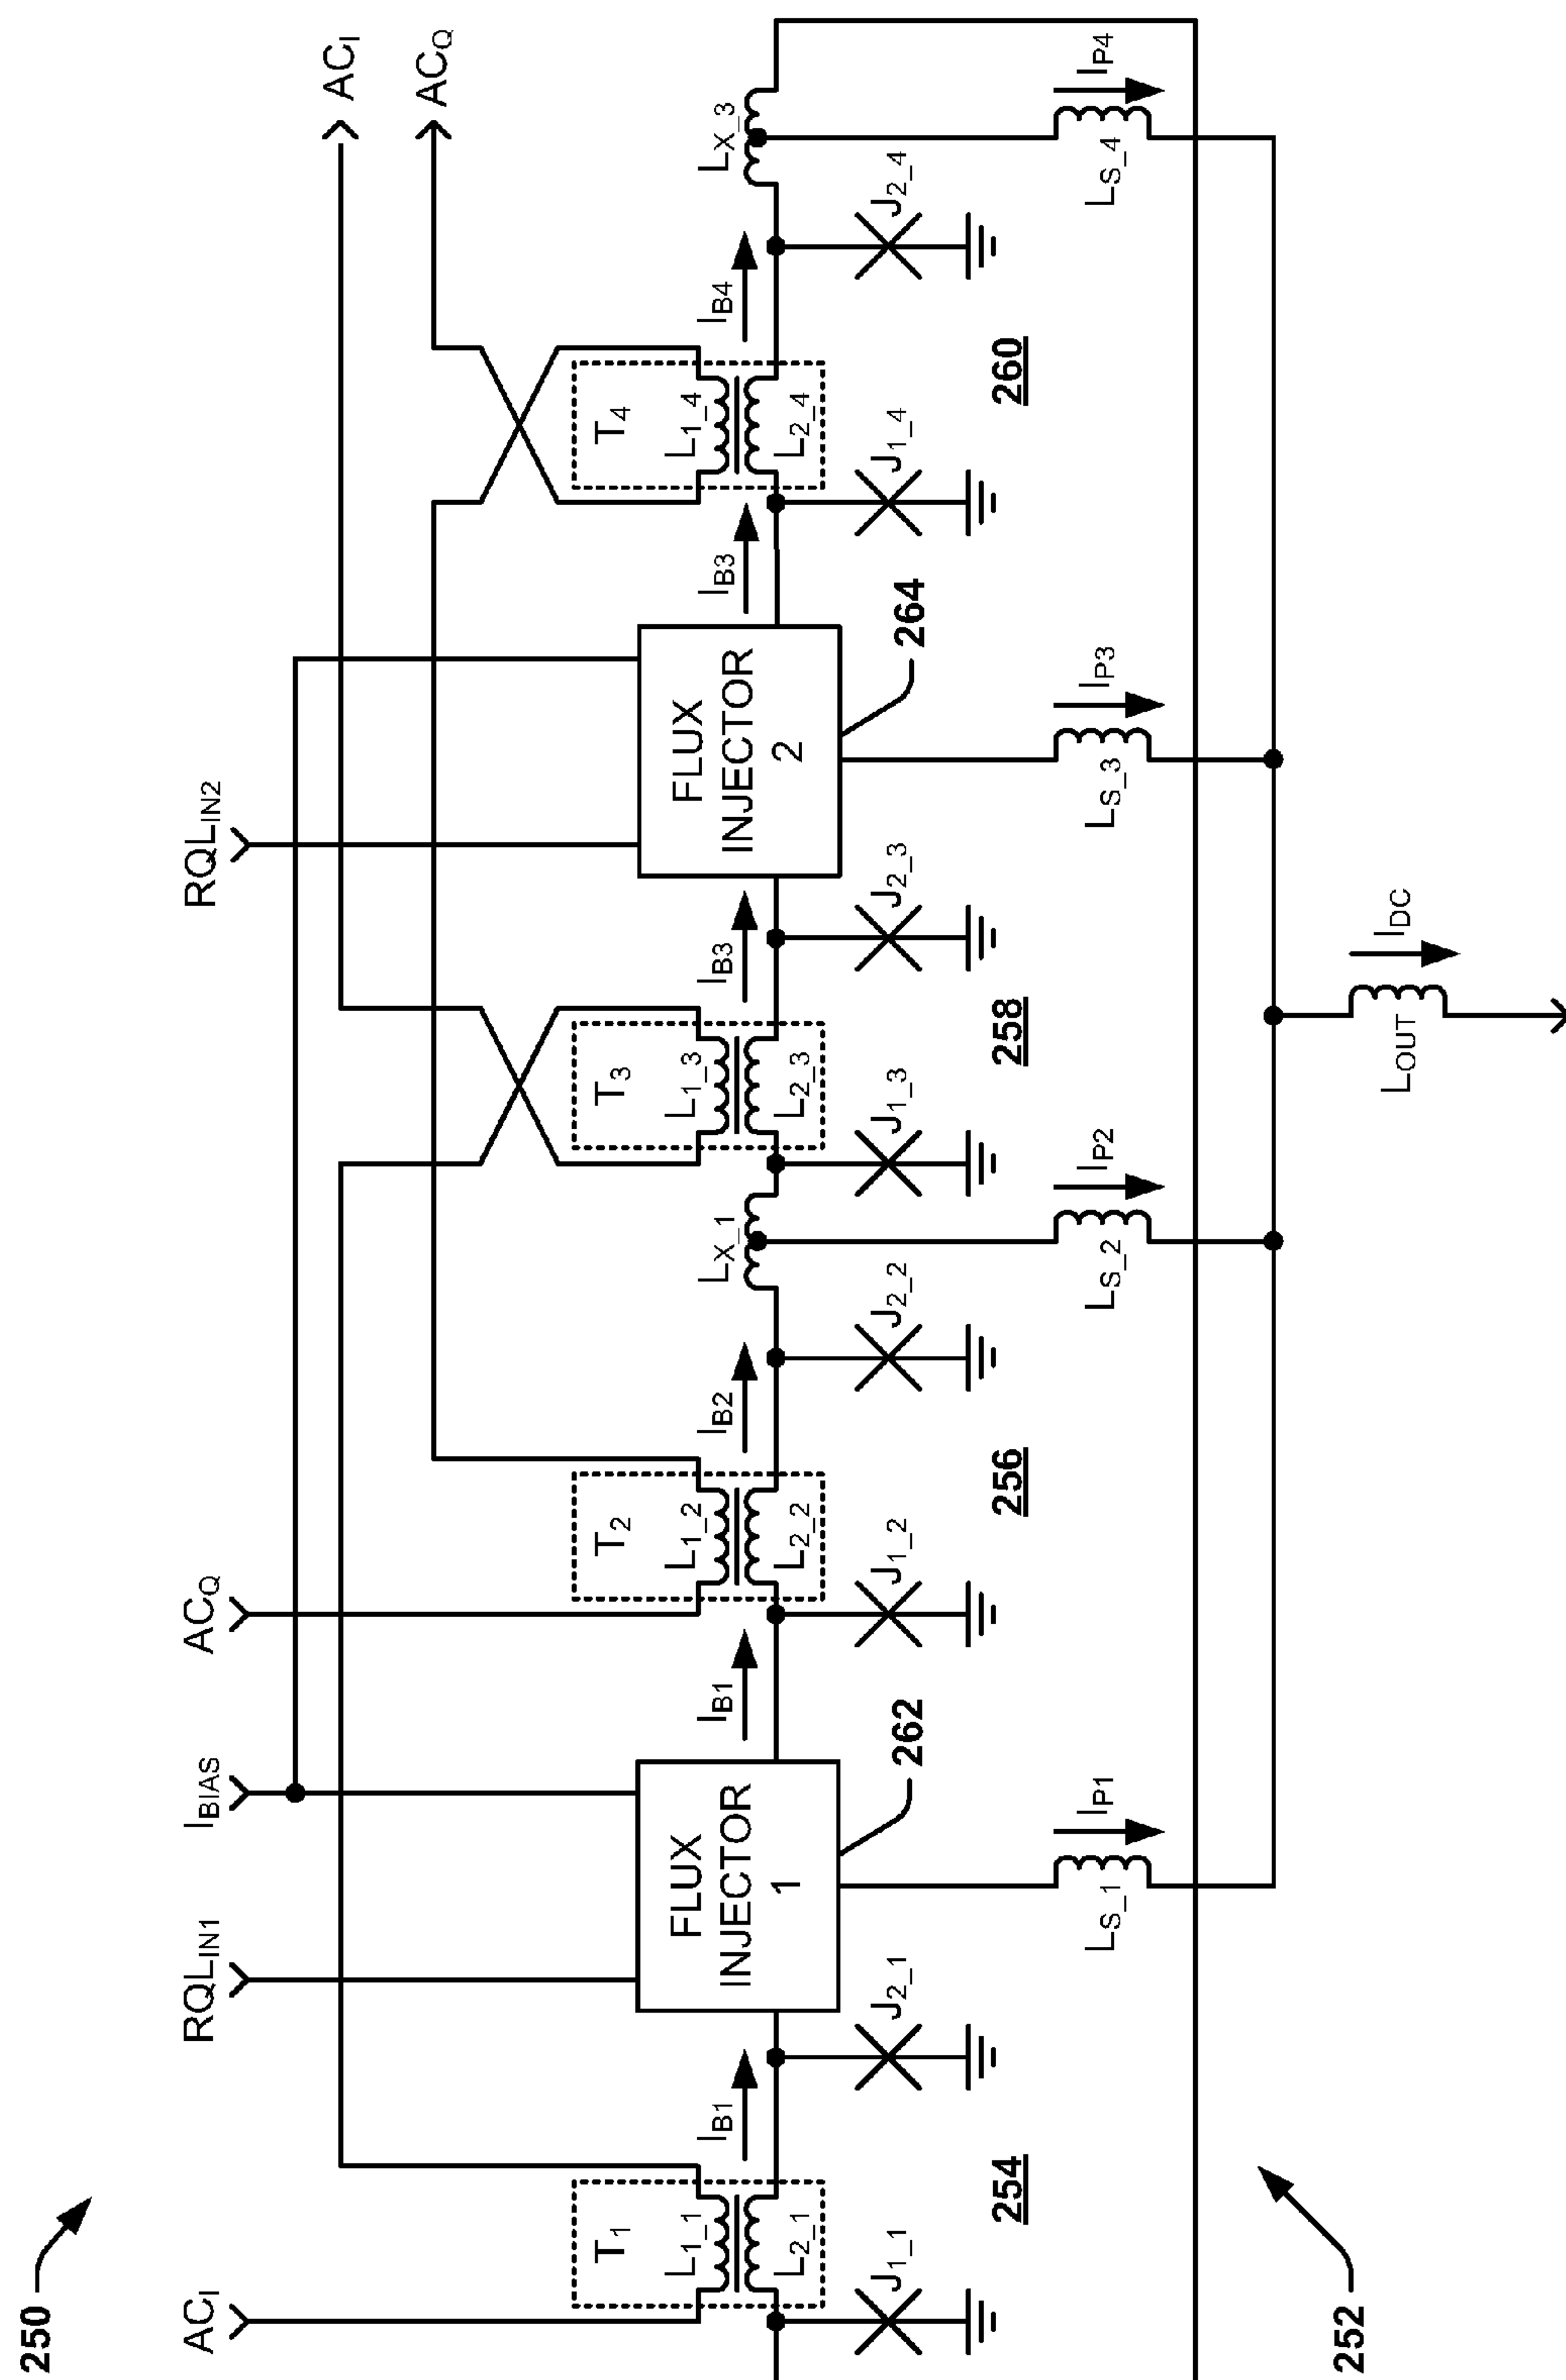 250
AC_I
RQL_IN1
I_BIAS
AC_Q
RQL_IN2
AC_I
AC_Q
T_1
L_1_1
L_2_1
I_B1
FLUX
INJECTOR
1
262
I_B1
T_2
L_1_2
L_2_2
I_B2
L_X_1
T_3
L_1_3
L_2_3
I_B3
FLUX
INJECTOR
2
264
I_B3
T_4
L_1_4
L_2_4
I_B4
L_X_3
J_1_1
J_2_1
J_1_2
J_2_2
J_1_3
J_2_3
J_1_4
J_2_4
254
256
258
260
L_S_1
I_P1
L_S_2
I_P2
L_S_3
I_P3
L_S_4
I_P4
252
L_OUT
I_DC